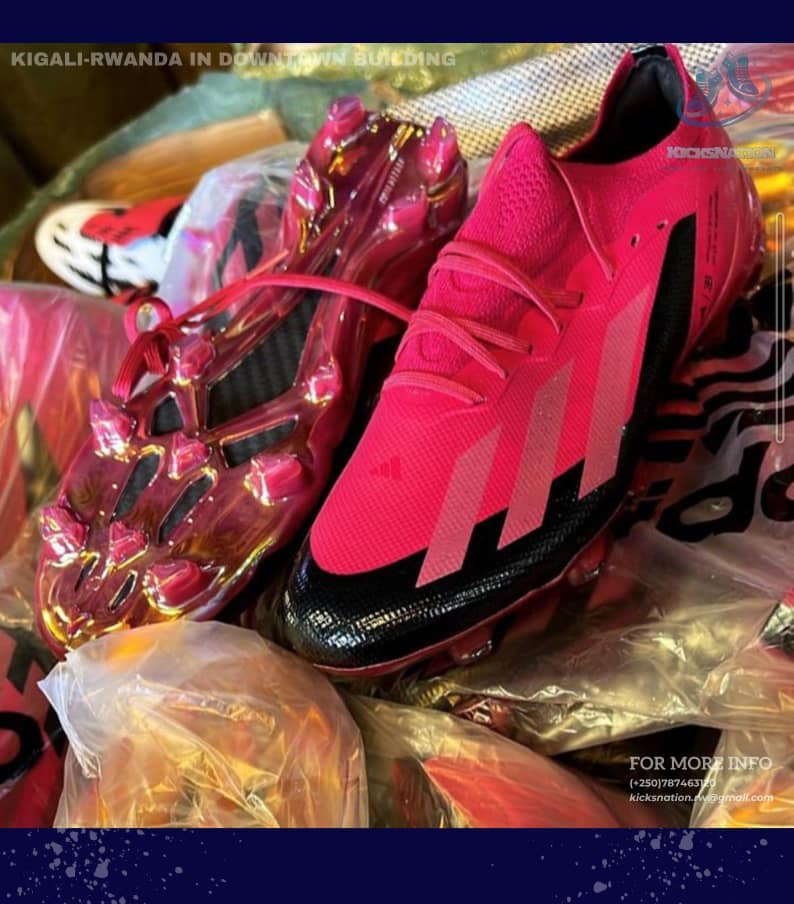 KIGALI-RWANDA IN DOWNTOWN BUILDING
KICKSNATION
FOR MORE INFO
(+250)787463120
kicksnation.rw@gmail.com